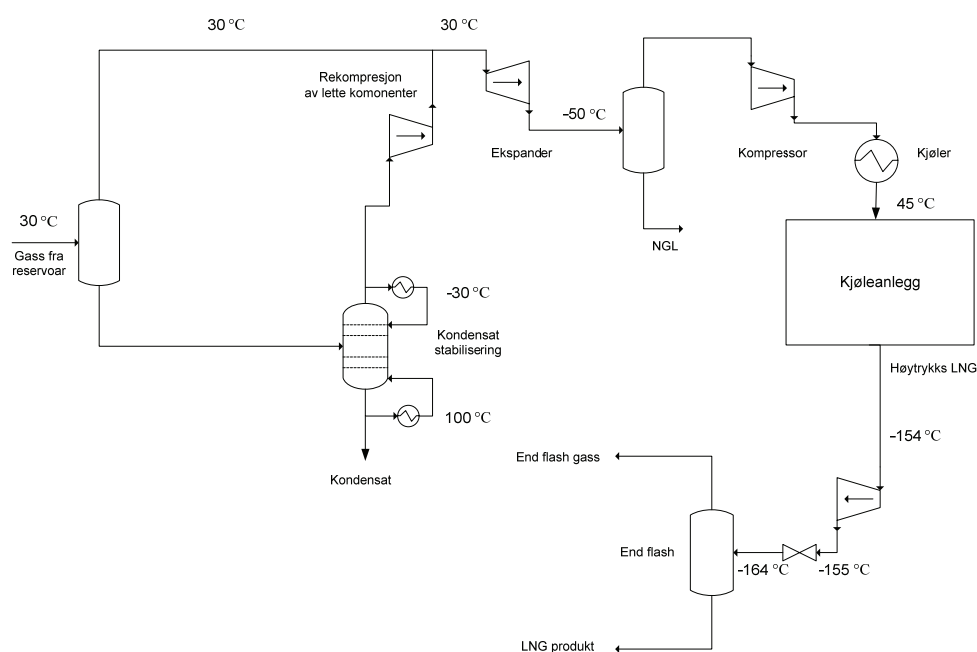 30 °C
30 °C
Rekompresjon
av lette komonenter
-50 °C
Ekspander
Kompressor
Kjøler
30 °C
Gass fra
reservoar
45 °C
NGL
Kjøleanlegg
-30 °C
Kondensat
stabilisering
Høytrykks LNG
100 °C
-154 °C
End flash gass
Kondensat
End flash
-164 °C
-155 °C
LNG produkt